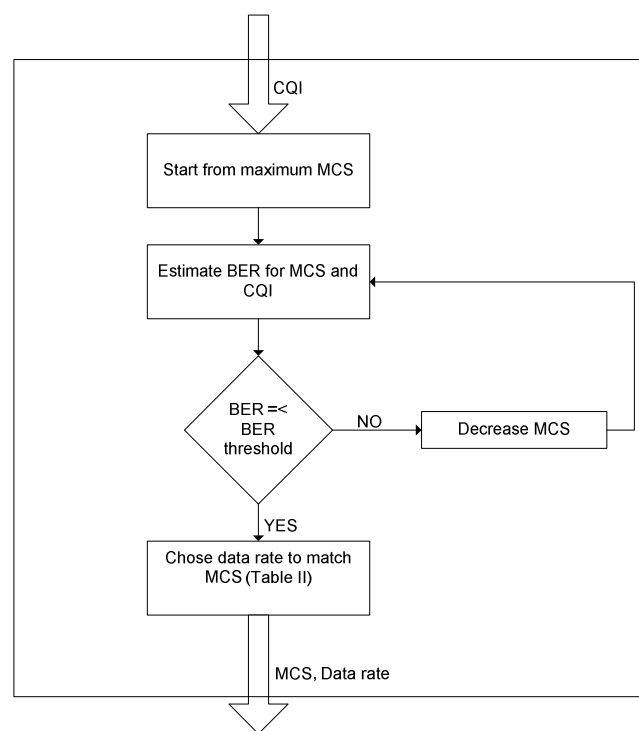 CQI
Start from maximum MCS
Estimate BER for MCS and
CQI
BER =<
BER
threshold
NO
Decrease MCS
YES
Chose data rate to match
MCS (Table II)
MCS, Data rate